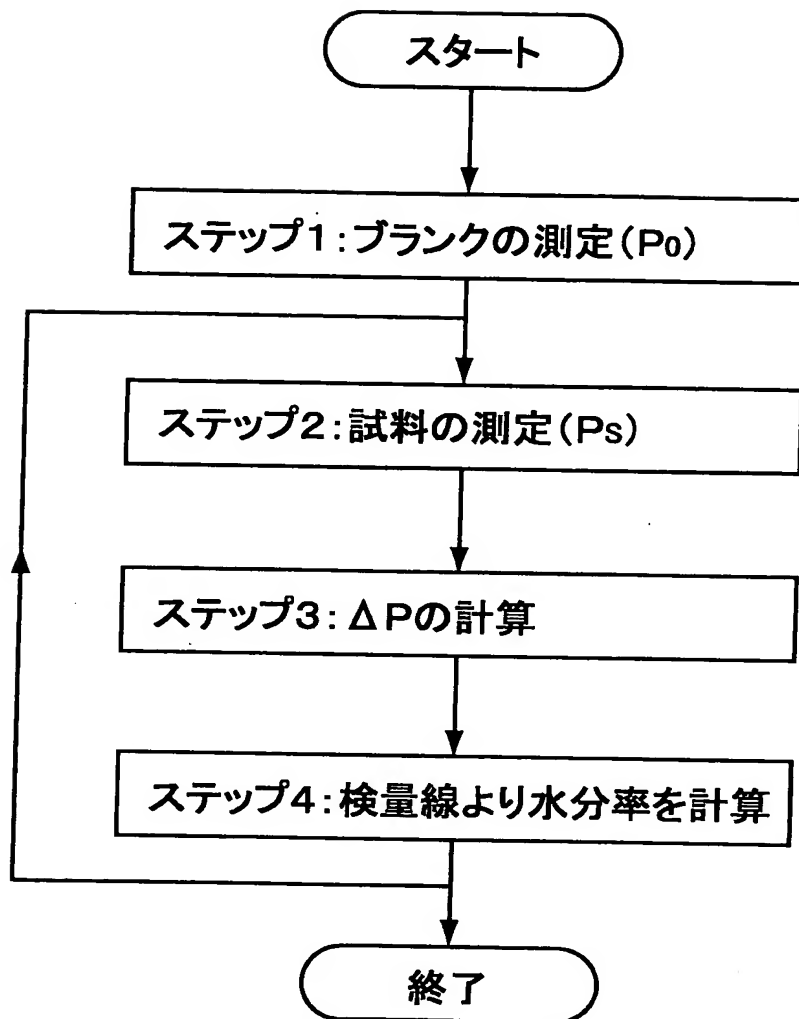 スタート
ステップ1:ブランクの測定(P0)
ステップ2:試料の測定(PS)
ステップ3:ΔPの計算
ステップ4:検量線より水分率を計算
終了